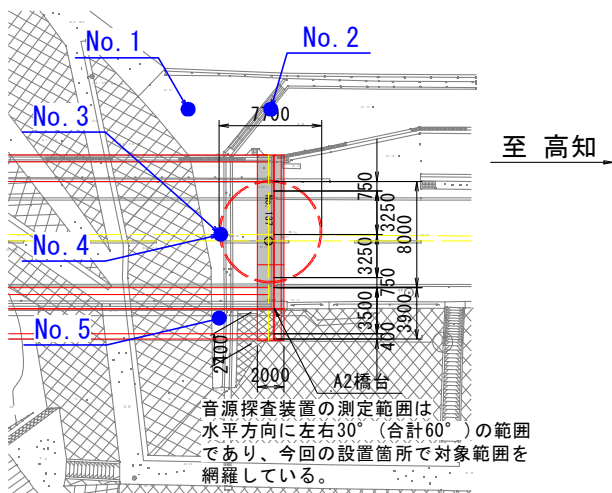 No.1
No.2
7700
No.3
至 高知
750
3250
8000
No.4
3250
750
3500
3900
No.5
400
2000
A2橋台
音源探査装置の測定範囲は
水平方向に左右30°(合計60°)の範囲
であり、今回の設置箇所で対象範囲を
網羅している。